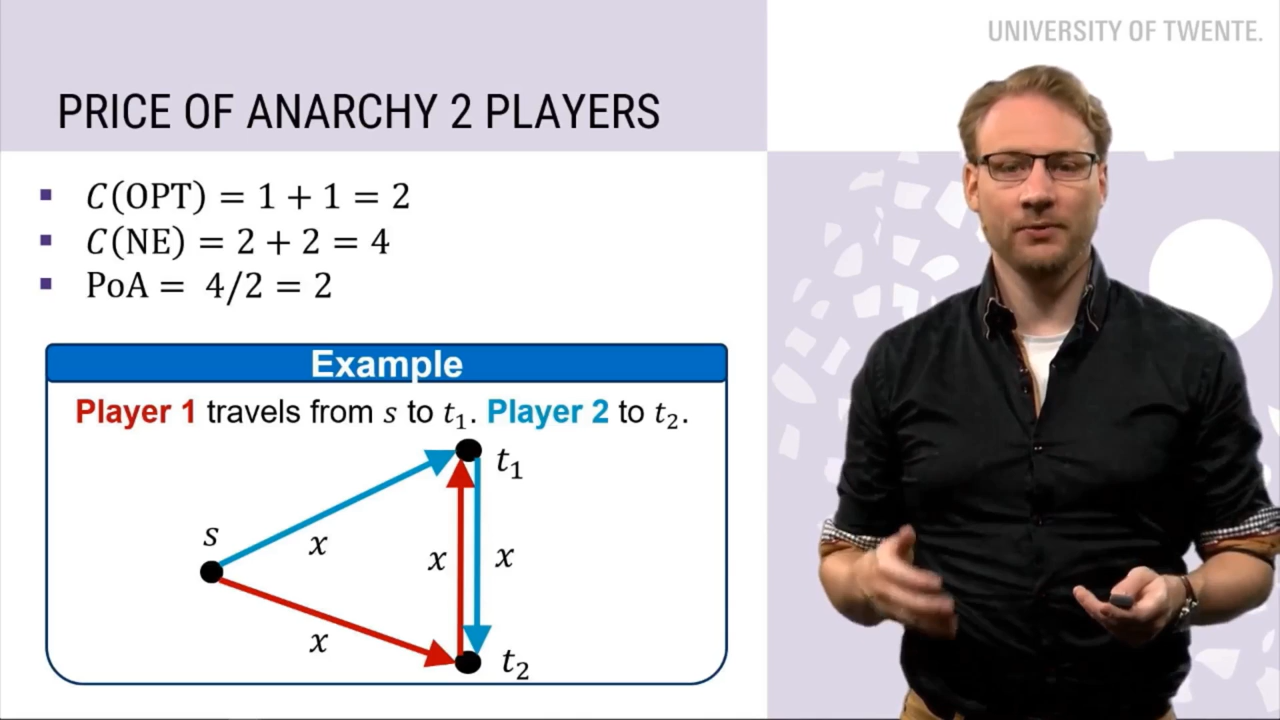 UNIVERSITY OF TWENTE.
PRICE OF ANARCHY 2 PLAYERS
▪ C(OPT) = 1 + 1 = 2
▪ C(NE) = 2 + 2 = 4
▪ PoA = 4/2 = 2
Example
Player 1 travels from s to t₁. Player 2 to t₂.
t₁
s
x
x
x
x
t₂